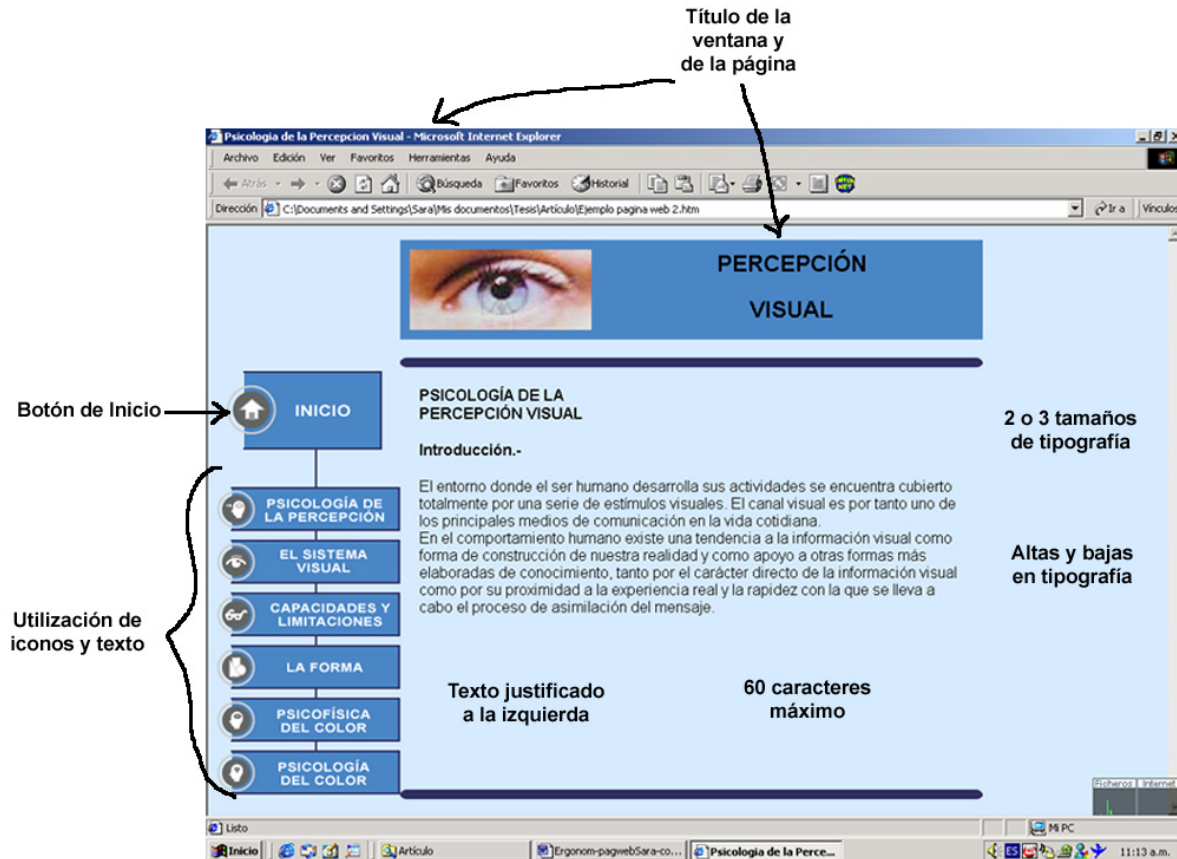 Título de la
ventana y
de la página
Psicologia de la Percepcion Visual - Microsoft Internet Explorer
Archivo Edición Ver Favoritos Herramientas Ayuda
Atrás Búsqueda Favoritos Historial
Dirección C:\Documents and Settings\Sara\Mis documentos\Tesis\Artículo\Ejemplo pagina web 2.htm Ir a Vínculos
PERCEPCIÓN
VISUAL
Botón de Inicio
INICIO
Utilización de
iconos y texto
PSICOLOGÍA DE
LA PERCEPCIÓN
EL SISTEMA
VISUAL
CAPACIDADES Y
LIMITACIONES
LA FORMA
PSICOFÍSICA
DEL COLOR
PSICOLOGÍA
DEL COLOR
PSICOLOGÍA DE LA
PERCEPCIÓN VISUAL
Introducción.-
El entorno donde el ser humano desarrolla sus actividades se encuentra cubierto
totalmente por una serie de estímulos visuales. El canal visual es por tanto uno de
los principales medios de comunicación en la vida cotidiana.
En el comportamiento humano existe una tendencia a la información visual como
forma de construcción de nuestra realidad y como apoyo a otras formas más
elaboradas de conocimiento, tanto por el carácter directo de la información visual
como por su proximidad a la experiencia real y la rapidez con la que se lleva a
cabo el proceso de asimilación del mensaje.
Texto justificado
a la izquierda
60 caracteres
máximo
2 o 3 tamaños
de tipografía
Altas y bajas
en tipografía
Ficheros Internet
Listo Mi PC
Inicio Artículo Ergonom-pagwebSara-co... Psicologia de la Perce... ES 11:13 a.m.